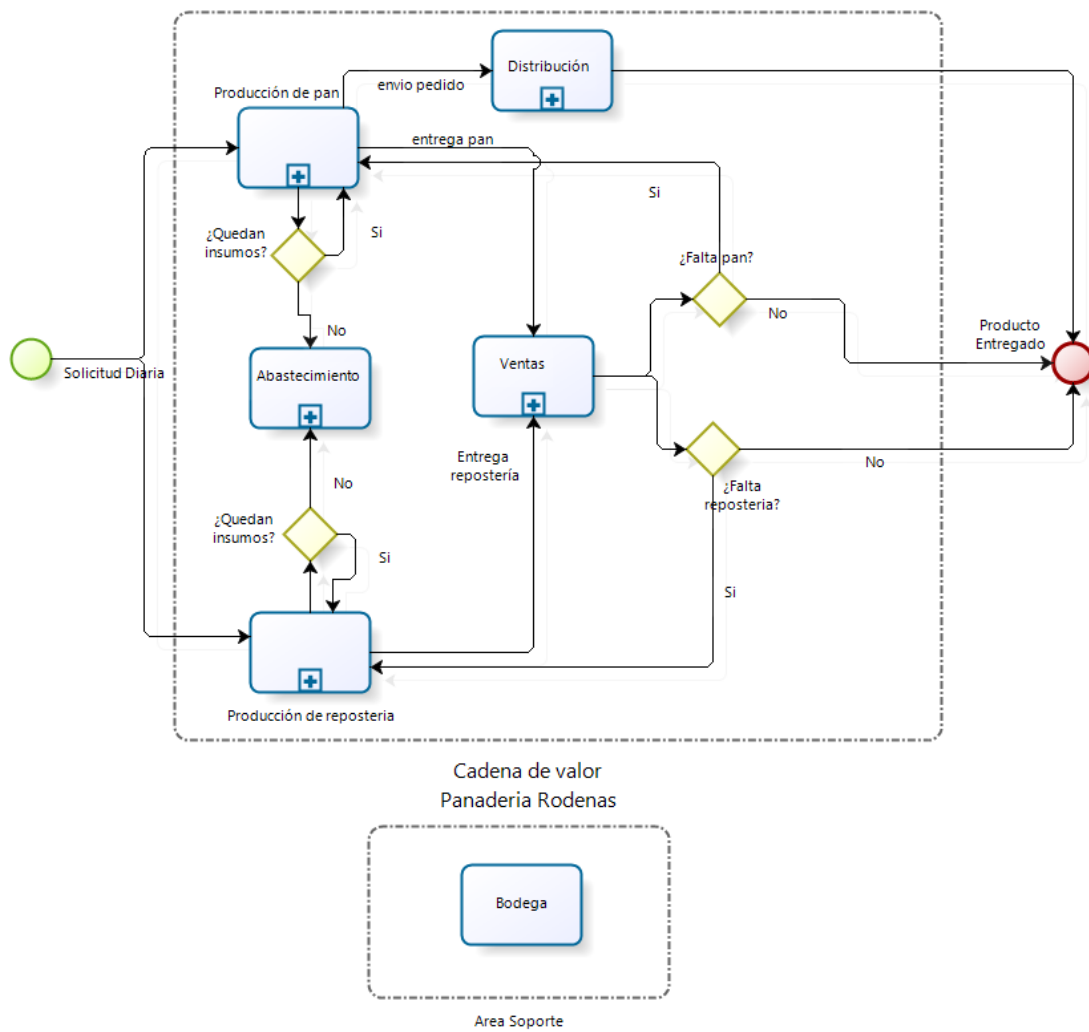 Distribución
envio pedido
Producción de pan
entrega pan
Si
¿Quedan
insumos?
Si
¿Falta pan?
No
No
Producto
Entregado
Solicitud Diaria
Abastecimiento
Ventas
Entrega
repostería
No
No
¿Falta
reposteria?
¿Quedan
insumos?
Si
Si
Producción de reposteria
Cadena de valor
Panaderia Rodenas
Bodega
Area Soporte